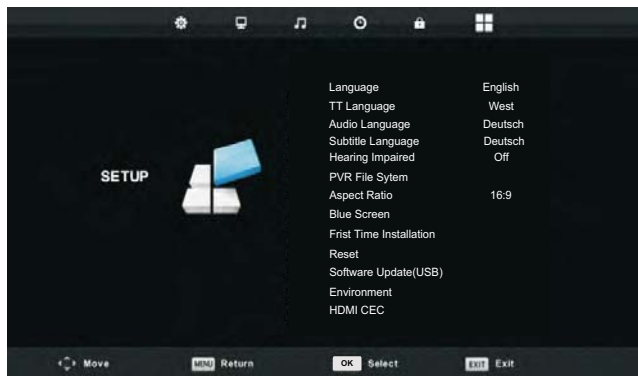 Language English
TT Language West
Audio Language Deutsch
Subtitle Language Deutsch
Hearing Impaired Off
SETUP
PVR File Sytem
Aspect Ratio 16:9
Blue Screen
Frist Time Installation
Reset
Software Update(USB)
Environment
HDMI CEC
Move MENU Return OK Select EXIT Exit